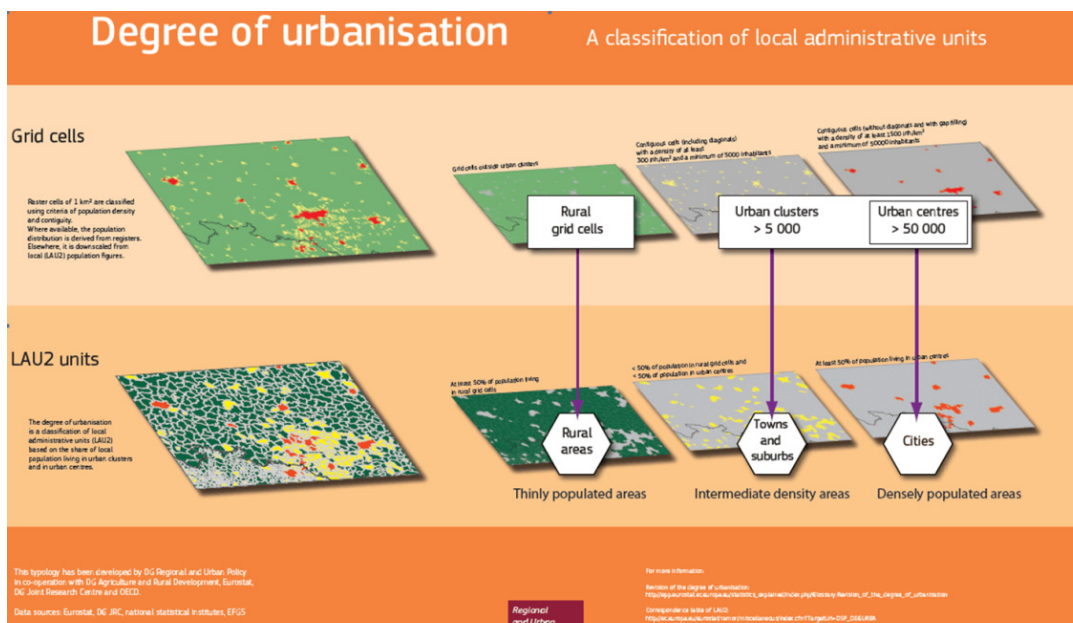 Degree of urbanisation
A classification of local administrative units
Grid cells
Raster cells of 1 km² are classified
using criteria of population density
and contiguity.
Where available, the population
distribution is derived from registers.
Elsewhere, it is downscaled from
local (LAU2) population figures.
Grid cells outside urban clusters
Contiguous cells (including diagonals)
with a density of at least
300 inh/km² and a minimum of 5000 inhabitants
Contiguous cells (without diagonals and with gap filling)
with a density of at least 1500 inh/km²
and a minimum of 50000 inhabitants
Rural
grid cells
Urban clusters
> 5 000
Urban centres
> 50 000
LAU2 units
The degree of urbanisation
is a classification of local
administrative units (LAU2)
based on the share of local
population living in urban clusters
and in urban centres.
At least 50% of population living
in rural grid cells
< 50% of population in rural grid cells and
< 50% of population in urban centres
At least 50% of population living in urban centres
Rural
areas
Towns
and
suburbs
Cities
Thinly populated areas
Intermediate density areas
Densely populated areas
This typology has been developed by DG Regional and Urban Policy
in co-operation with DG Agriculture and Rural Development, Eurostat,
DG Joint Research Centre and OECD.
Data sources: Eurostat, DG JRC, national statistical institutes, EFGS
Regional
and Urban
For more information:
Revision of the degree of urbanisation:
Correspondence table of LAU2: